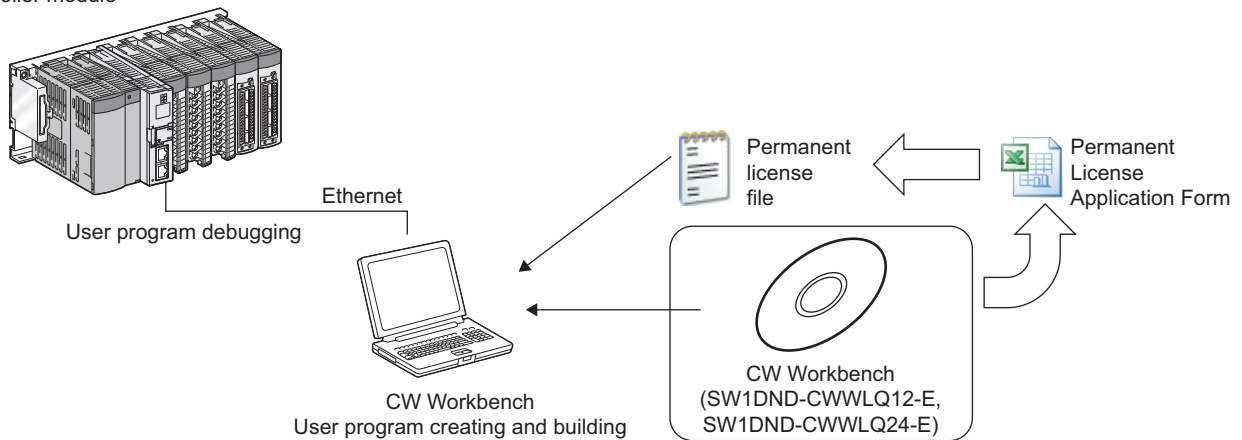 module
Ethernet
User program debugging
CW Workbench
User program creating and building
Permanent
license
file
Permanent
License
Application Form
CW Workbench
(SW1DND-CWWLQ12-E,
SW1DND-CWWLQ24-E)